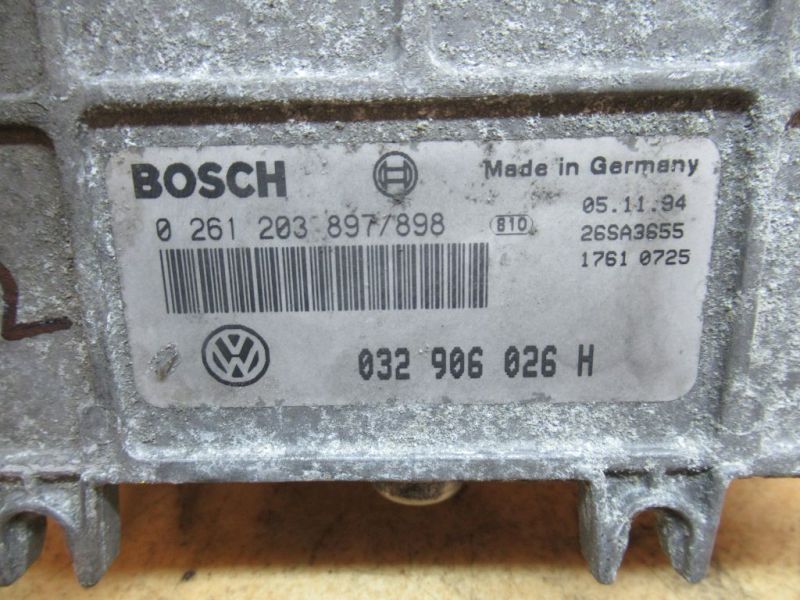 BOSCH
Made in Germany
0 261 203 897/898
810
05.11.94
26SA3655
1761 0725
VW
032 906 026 H